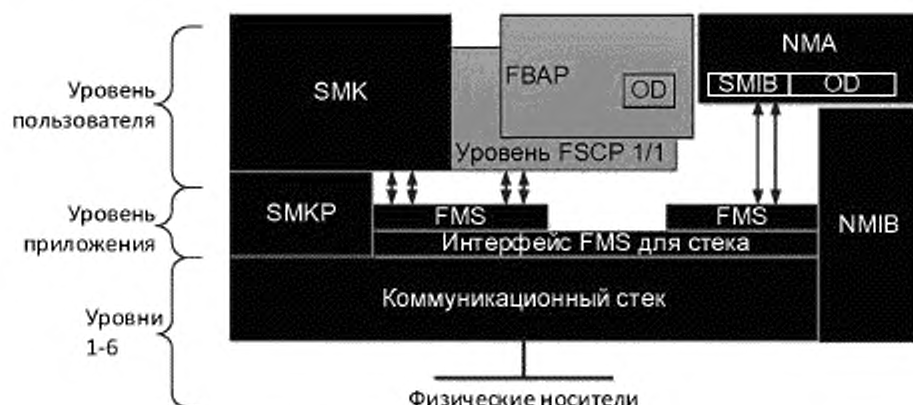 Уровень
пользователя
SMK
FBAP
OD
NMA
SMIB OD
Уровень FSCP 1/1
Уровень
приложения
SMKP
FMS
FMS
NMIB
Интерфейс FMS для стека
Уровни
1-6
Коммуникационный стек
Физические носители